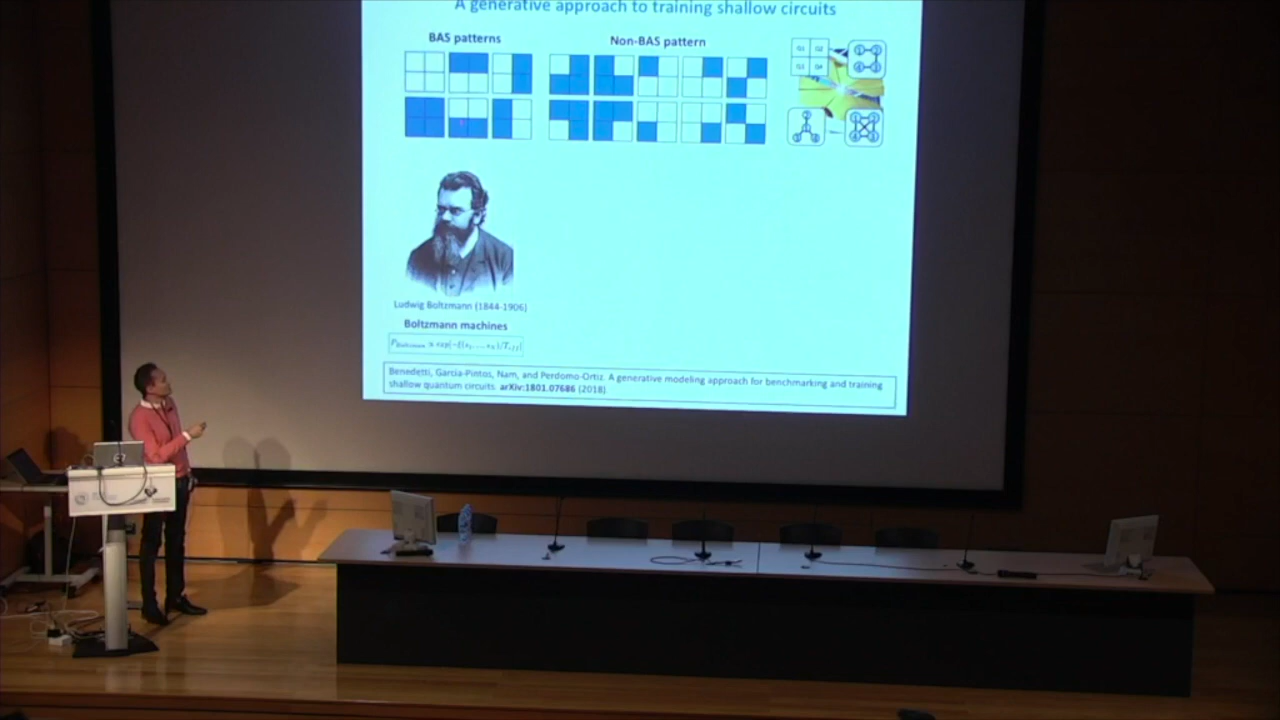 A generative approach to training shallow circuits
BAS patterns
Non-BAS pattern
Ludwig Boltzmann (1844-1906)
Boltzmann machines
Benedetti, Garcia-Pintos, Nam, and Perdomo-Ortiz. A generative modeling approach for benchmarking and training
shallow quantum circuits. arXiv:1801.07686 (2018)